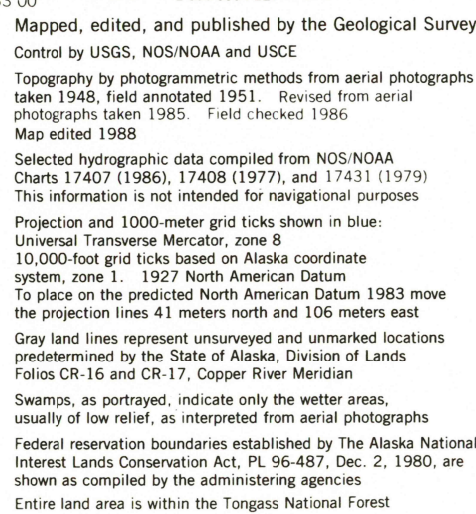 Mapped, edited, and published by the Geological Survey
Control by USGS, NOS/NOAA and USCE
Topography by photogrammetric methods from aerial photographs
taken 1948, field annotated 1951. Revised from aerial
photographs taken 1985. Field checked 1986
Map edited 1988
Selected hydrographic data compiled from NOS/NOAA
Charts 17407 (1986), 17408 (1977), and 17431 (1979)
This information is not intended for navigational purposes
Projection and 1000-meter grid ticks shown in blue:
Universal Transverse Mercator, zone 8
10,000-foot grid ticks based on Alaska coordinate
system, zone 1. 1927 North American Datum
To place on the predicted North American Datum 1983 move
the projection lines 41 meters north and 106 meters east
Gray land lines represent unsurveyed and unmarked locations
predetermined by the State of Alaska, Division of Lands
Folios CR-16 and CR-17, Copper River Meridian
Swamps, as portrayed, indicate only the wetter areas,
usually of low relief, as interpreted from aerial photographs
Federal reservation boundaries established by The Alaska National
Interest Lands Conservation Act, PL 96-487, Dec. 2, 1980, are
shown as compiled by the administering agencies
Entire land area is within the Tongass National Forest